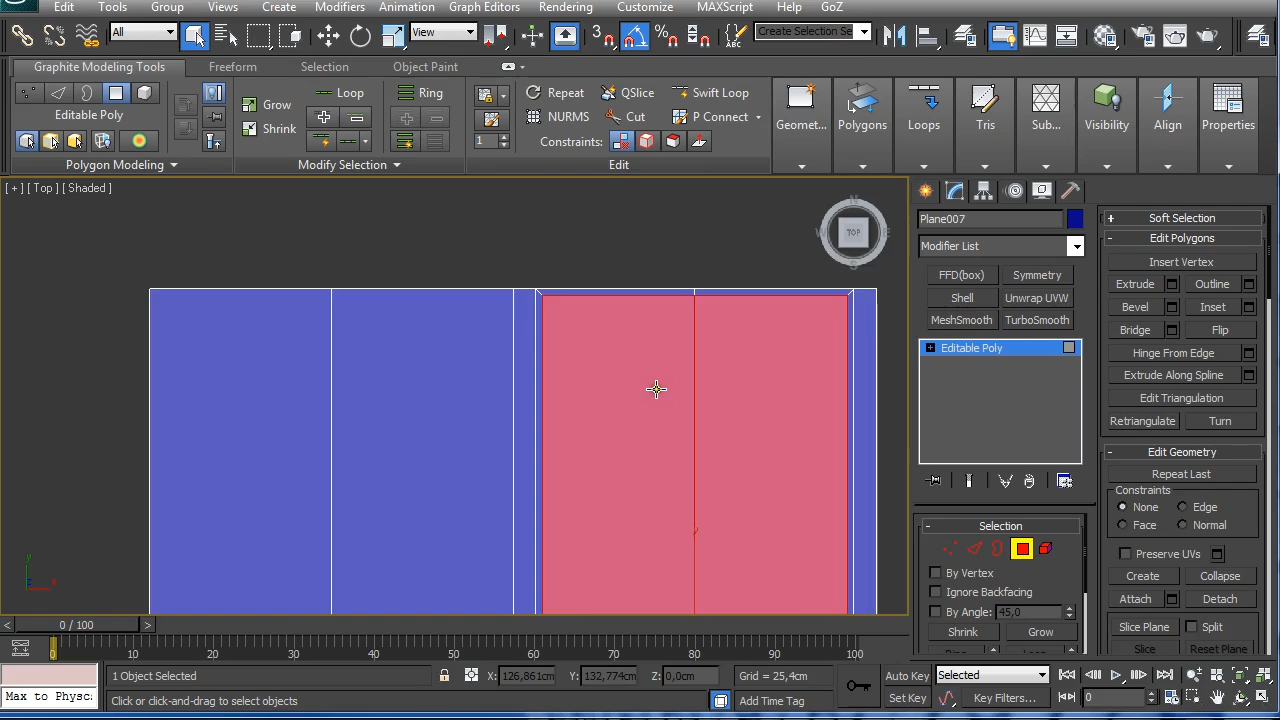 Edit Tools Group Views Create Modifiers Animation Graph Editors Rendering Customize MAXScript Help GoZ
All View 3 Create Selection Se
Graphite Modeling Tools Freeform Selection Object Paint
Editable Poly
Polygon Modeling
Grow Loop Ring
Shrink
Modify Selection
1
Repeat QSlice Swift Loop
NURMS Cut P Connect
Constraints:
Edit
Geomet... Polygons Loops Tris Sub... Visibility Align Properties
[ + ] [ Top ] [ Shaded ]
TOP
N
W
E
S
y
z
x
Plane007
Modifier List
FFD(box) Symmetry
Shell Unwrap UVW
MeshSmooth TurboSmooth
Editable Poly
Selection
By Vertex
Ignore Backfacing
By Angle: 45,0
Shrink Grow
Soft Selection
Edit Polygons
Insert Vertex
Extrude Outline
Bevel Inset
Bridge Flip
Hinge From Edge
Extrude Along Spline
Edit Triangulation
Retriangulate Turn
Edit Geometry
Repeat Last
Constraints
None Edge
Face Normal
Preserve UVs
Create Collapse
Attach Detach
Slice Plane Split
Slice Reset Plane
< 0 / 100 >
0 10 20 30 40 50 60 70 80 90 100
1 Object Selected X: 126,861cm Y: 132,774cm Z: 0,0cm Grid = 25,4cm Auto Key Selected
Max to Physc: Click or click-and-drag to select objects Add Time Tag Set Key Key Filters... 0